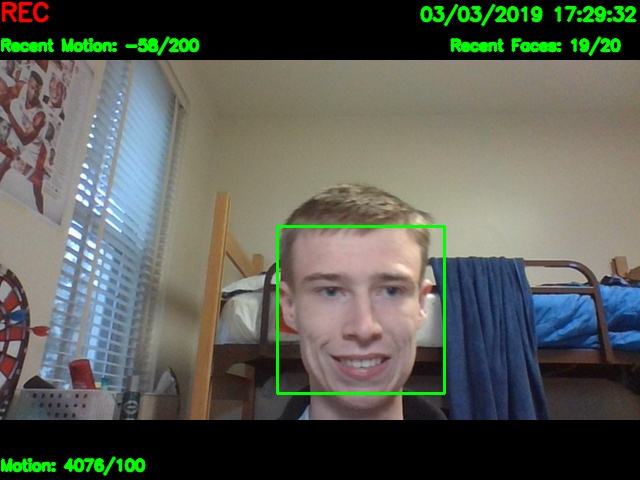 REC
03/03/2019 17:29:32
Recent Motion: -58/200
Recent Faces: 19/20
Motion: 4076/100